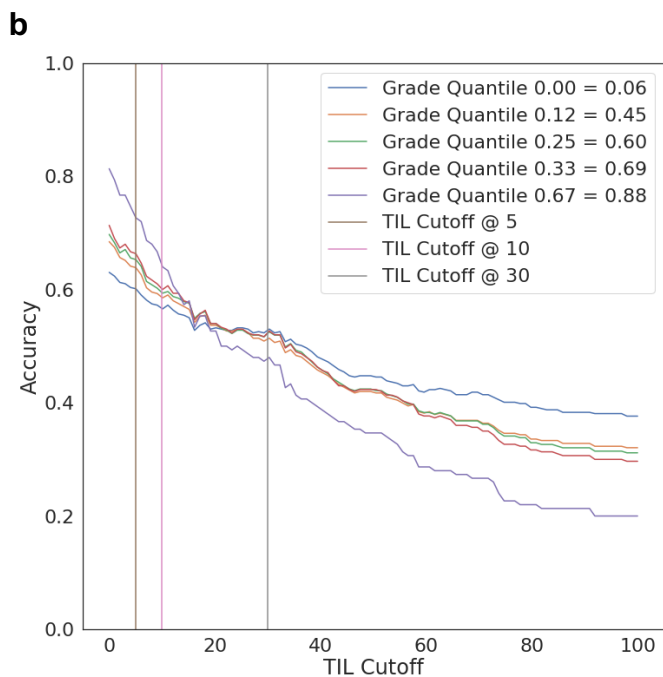 b
1.0
0.8
0.6
0.4
0.2
0.0
Accuracy
Grade Quantile 0.00 = 0.06
Grade Quantile 0.12 = 0.45
Grade Quantile 0.25 = 0.60
Grade Quantile 0.33 = 0.69
Grade Quantile 0.67 = 0.88
TIL Cutoff @ 5
TIL Cutoff @ 10
TIL Cutoff @ 30
0 20 40 60 80 100
TIL Cutoff